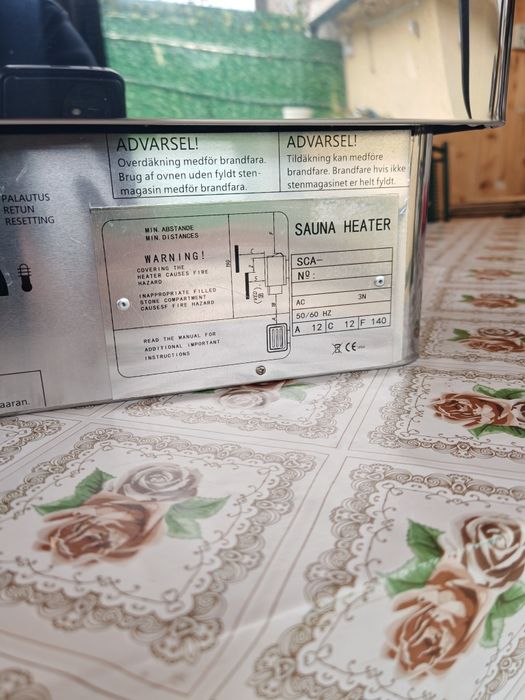 ADVARSEL!
Overdäkning medför brandfara.
Brug af ovnen uden fyldt sten-
magasin medför brandfara.
ADVARSEL!
Tildäkning kan medföre
brandfare. Brandfare hvis ikke
stenmagasinet er helt fyldt.
PALAUTUS
RETUN
RESETTING
MIN ABSTANDE
MIN. DISTANCES
WARNING!
COVERING THE
HEATER CAUSES FIRE
HAZARD
INAPPROPRIATE FILLED
STONE COMPARTMENT
CAUSESF FIRE HAZARD
READ THE MANUAL FOR
ADDITIONAL IMPORTANT
INSTRUCTIONS
SAUNA HEATER
SCA-
Nº:
AC 3N
50/60 HZ
A 12 C 12 F 140
CE
aaran.